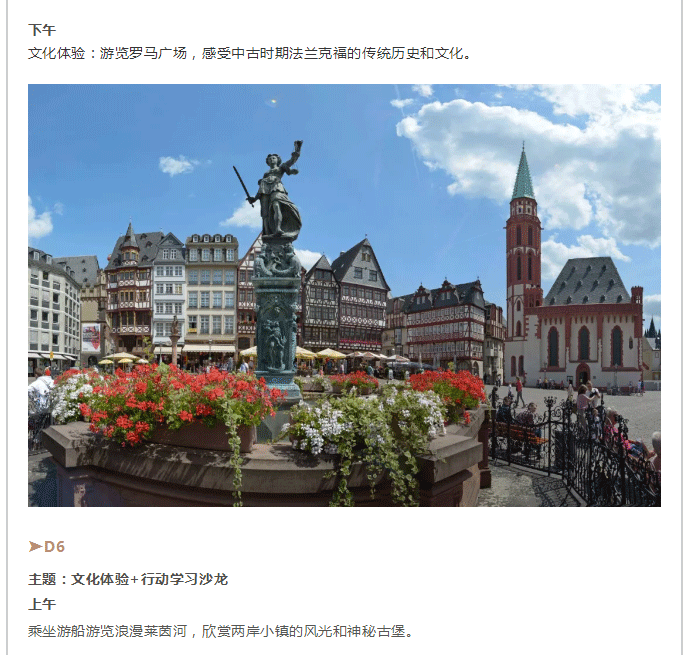 下午
文化体验：游览罗马广场，感受中古时期法兰克福的传统历史和文化。
➤D6
主题：文化体验+行动学习沙龙
上午
乘坐游船游览浪漫莱茵河，欣赏两岸小镇的风光和神秘古堡。